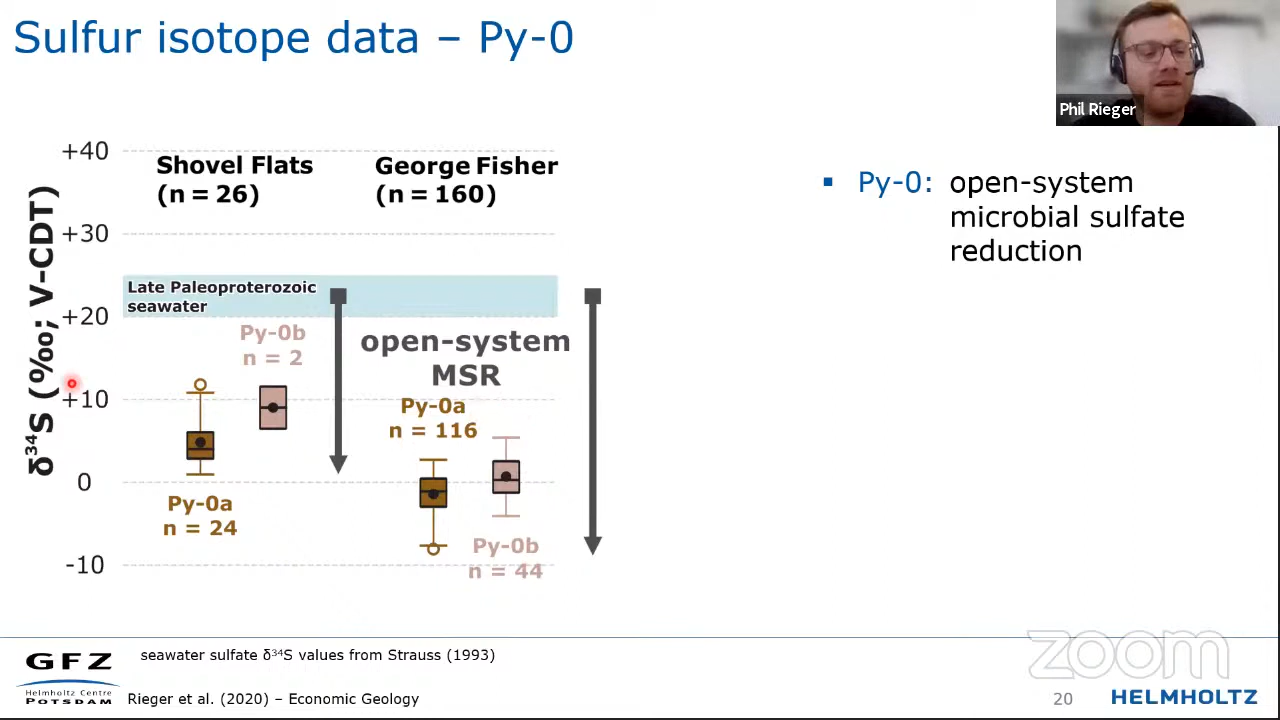 Sulfur isotope data – Py-0
Phil Rieger
δ³⁴S (‰; V-CDT)
+40
+30
+20
+10
0
-10
Shovel Flats
(n = 26)
George Fisher
(n = 160)
Late Paleoproterozoic
seawater
Py-0b
n = 2
open-system
MSR
Py-0a
n = 116
Py-0a
n = 24
Py-0b
n = 44
▪ Py-0: open-system
microbial sulfate
reduction
GFZ
Helmholtz Centre
POTSDAM
seawater sulfate δ³⁴S values from Strauss (1993)
Rieger et al. (2020) – Economic Geology
zoom
20
HELMHOLTZ